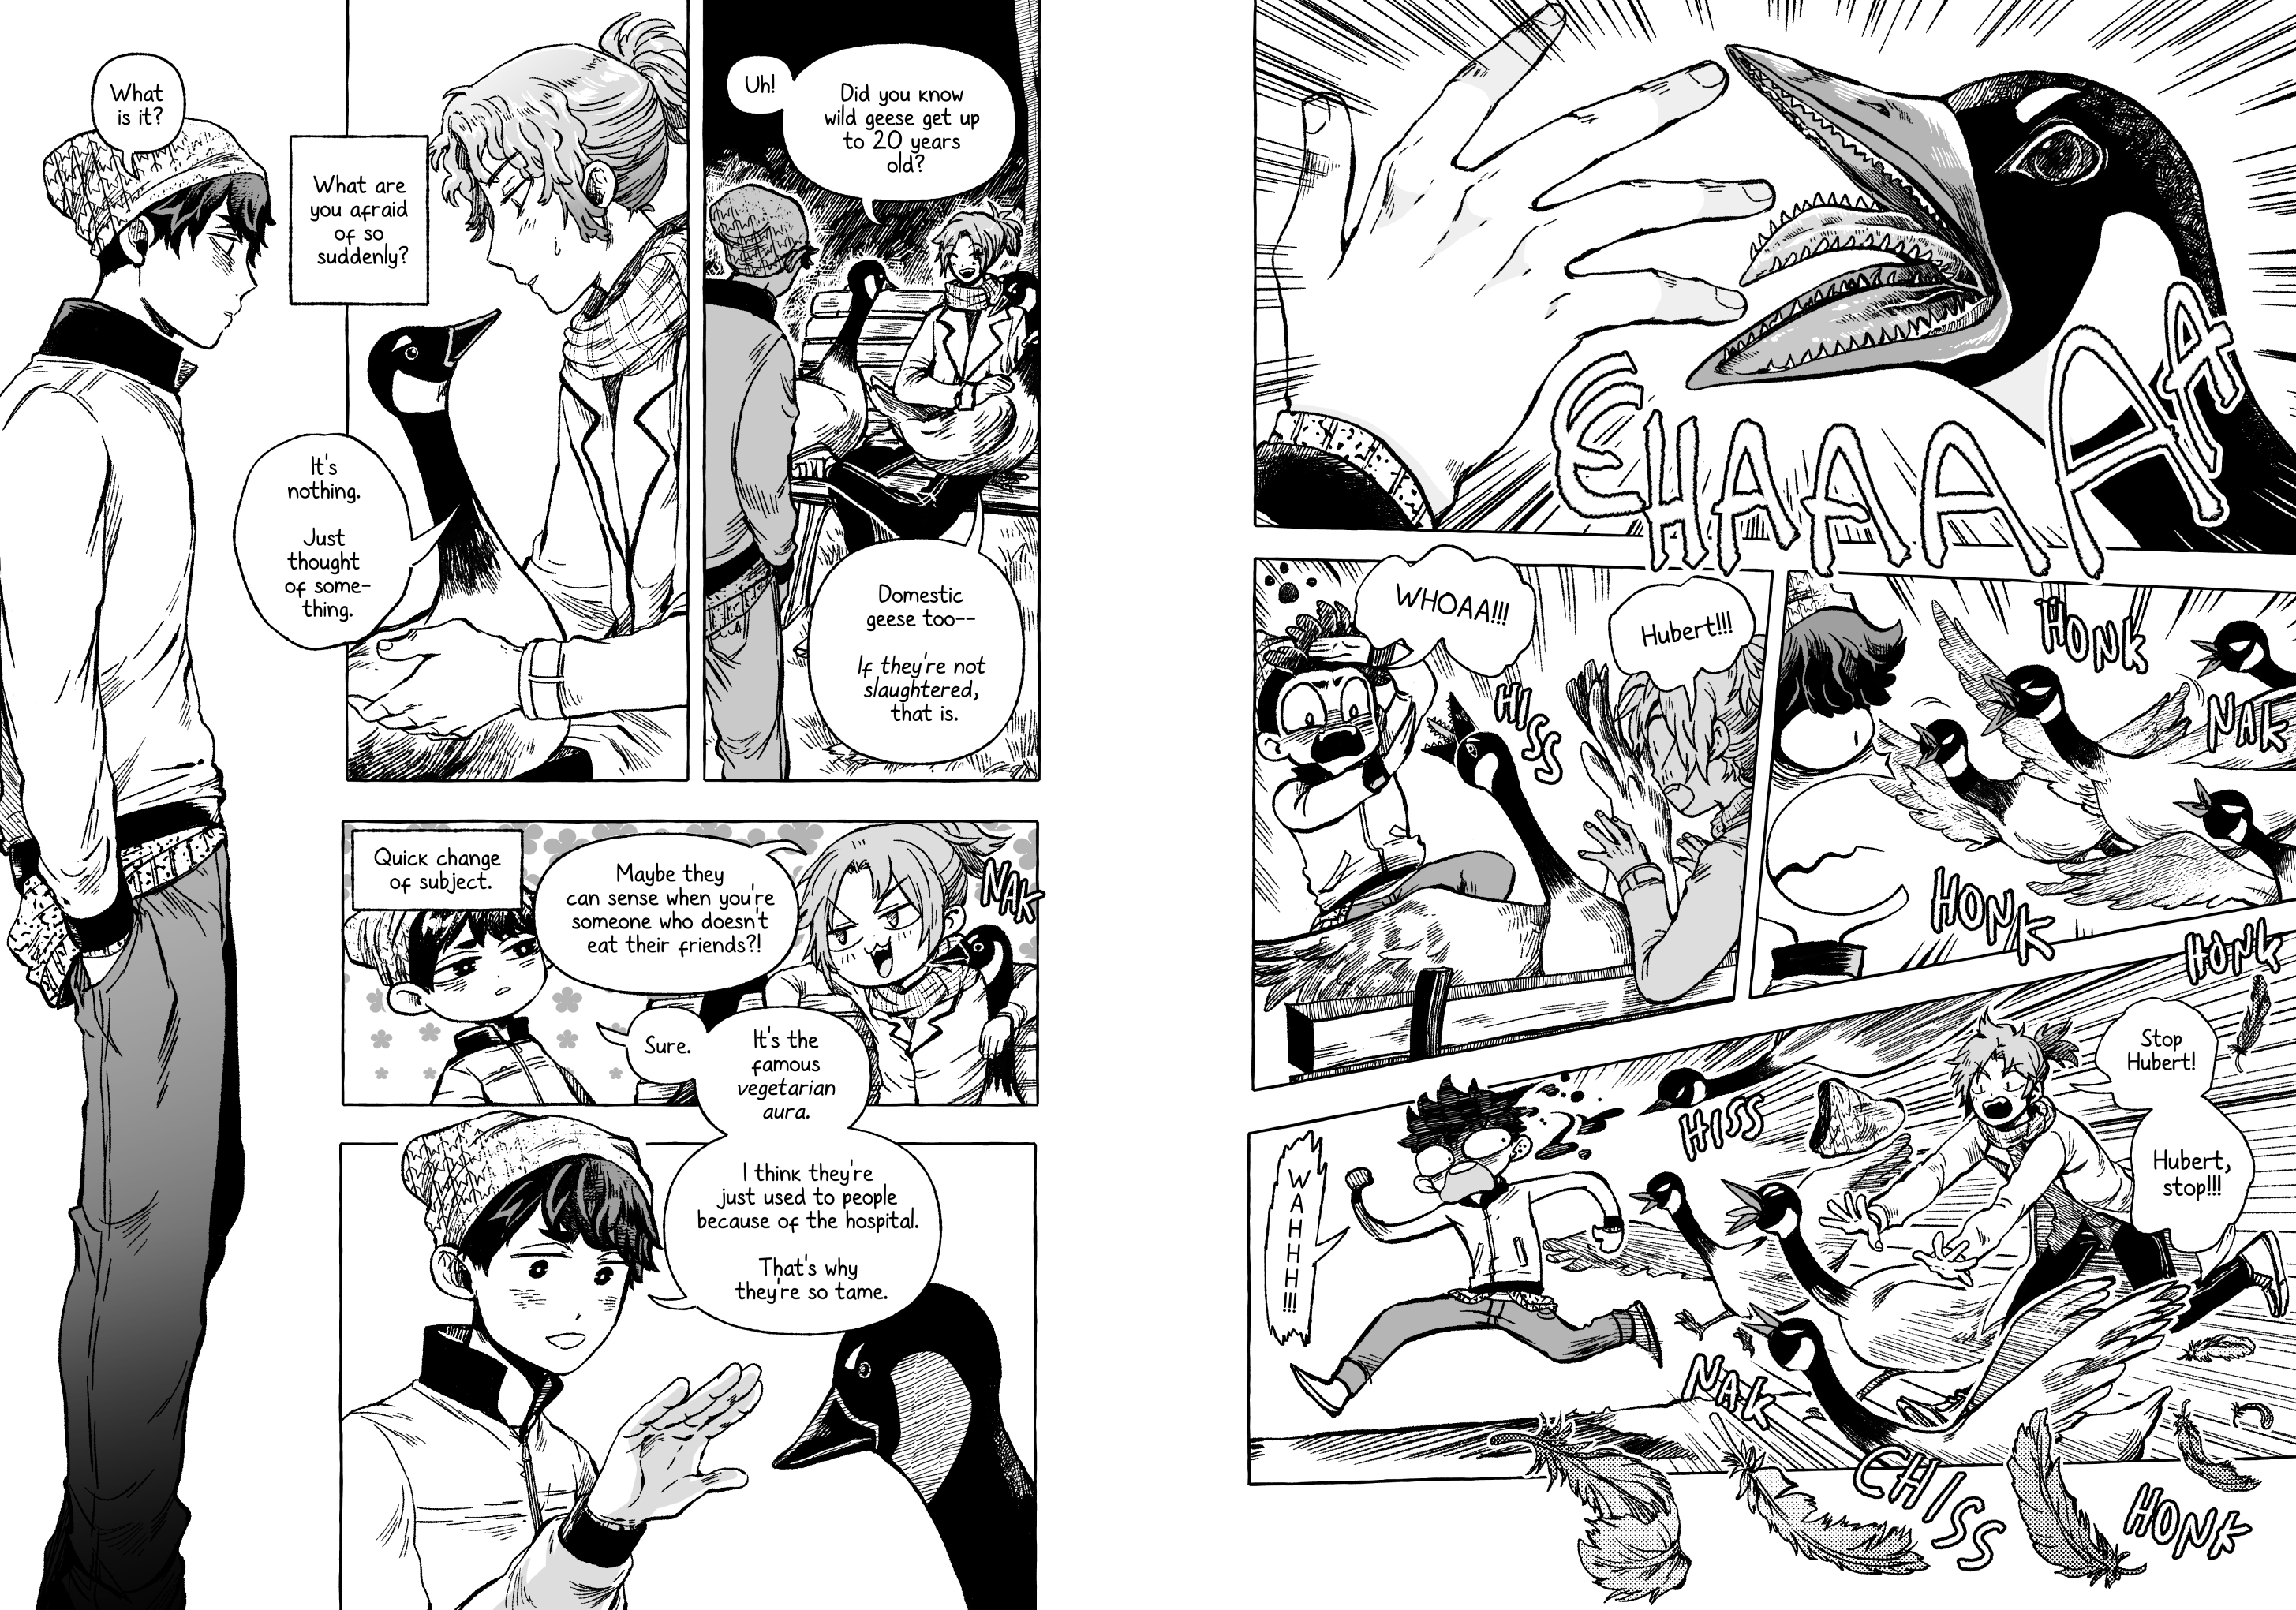 What
is it?
What are
you afraid
of so
suddenly?
It's
nothing.
Just
thought
of some-
thing.
Uh!
Did you know
wild geese get up
to 20 years
old?
Domestic
geese too--
If they're not
slaughtered,
that is.
Quick change
of subject.
Maybe they
can sense when you're
someone who doesn't
eat their friends?!
NAK
Sure.
It's the
famous
vegetarian
aura.
I think they're
just used to people
because of the hospital.
That's why
they're so tame.
CHAAAAAA
WHOAA!!!
HISS
Hubert!!!
HONK
NAK
HONK
HONK
WAHHHH!!!
HISS
Stop
Hubert!
Hubert,
stop!!!
NAK
CHISS
HONK